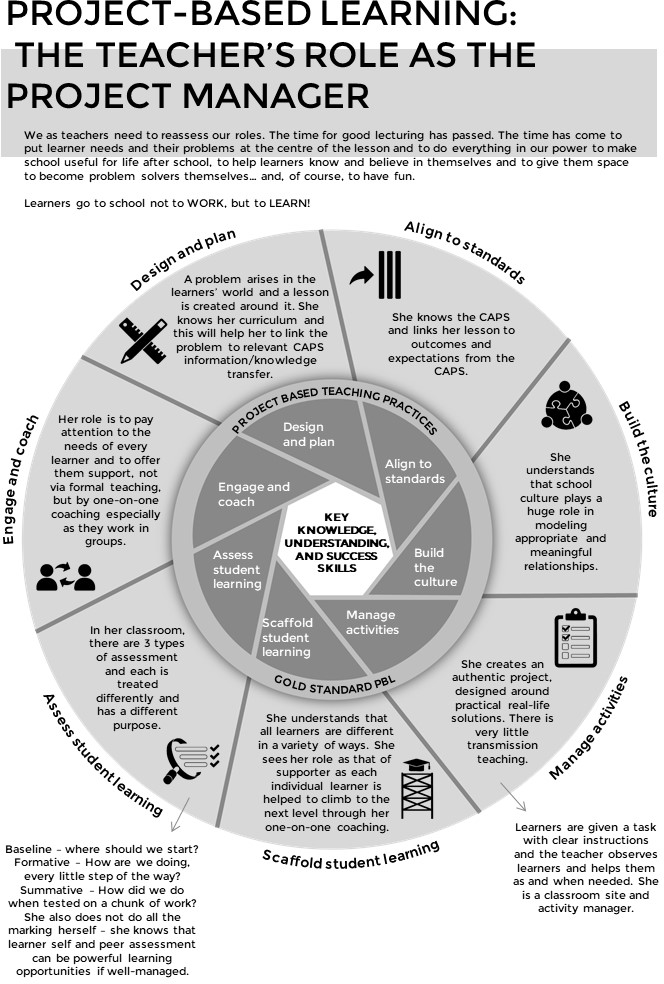 PROJECT-BASED LEARNING:
THE TEACHER'S ROLE AS THE
PROJECT MANAGER
We as teachers need to reassess our roles. The time for good lecturing has passed. The time has come to
put learner needs and their problems at the centre of the lesson and to do everything in our power to make
school useful for life after school, to help learners know and believe in themselves and to give them space
to become problem solvers themselves... and, of course, to have fun.
Learners go to school not to WORK, but to LEARN!
Design and plan
A problem arises in the
learners' world and a lesson
is created around it. She
knows her curriculum and
this will help her to link the
problem to relevant CAPS
information/knowledge
transfer.
Align to standards
She knows the CAPS
and links her lesson to
outcomes and
expectations from the
CAPS.
Build the culture
She
understands
that school
culture plays a
huge role in
modeling
appropriate and
meaningful
relationships.
Manage activities
She creates an
authentic project,
designed around
practical real-life
solutions. There is
very little
transmission
teaching.
Learners are given a task
with clear instructions
and the teacher observes
learners and helps them
as and when needed. She
is a classroom site and
activity manager.
Scaffold student learning
She understands that
all learners are different
in a variety of ways. She
sees her role as that of
supporter as each
individual learner is
helped to climb to the
next level through her
one-on-one coaching.
Assess student learning
In her classroom,
there are 3 types
of assessment
and each is
treated
differently and
has a different
purpose.
Baseline – where should we start?
Formative – How are we doing,
every little step of the way?
Summative – How did we do
when tested on a chunk of work?
She also does not do all the
marking herself – she knows that
learner self and peer assessment
can be powerful learning
opportunities if well-managed.
Engage and coach
Her role is to pay
attention to the
needs of every
learner and to offer
them support, not
via formal teaching,
but by one-on-one
coaching especially
as they work in
groups.
PROJECT BASED TEACHING PRACTICES
Design
and plan
Align to
standards
Build
the
culture
Manage
activities
Scaffold
student
learning
Assess
student
learning
Engage and
coach
KEY
KNOWLEDGE,
UNDERSTANDING,
AND SUCCESS
SKILLS
GOLD STANDARD PBL